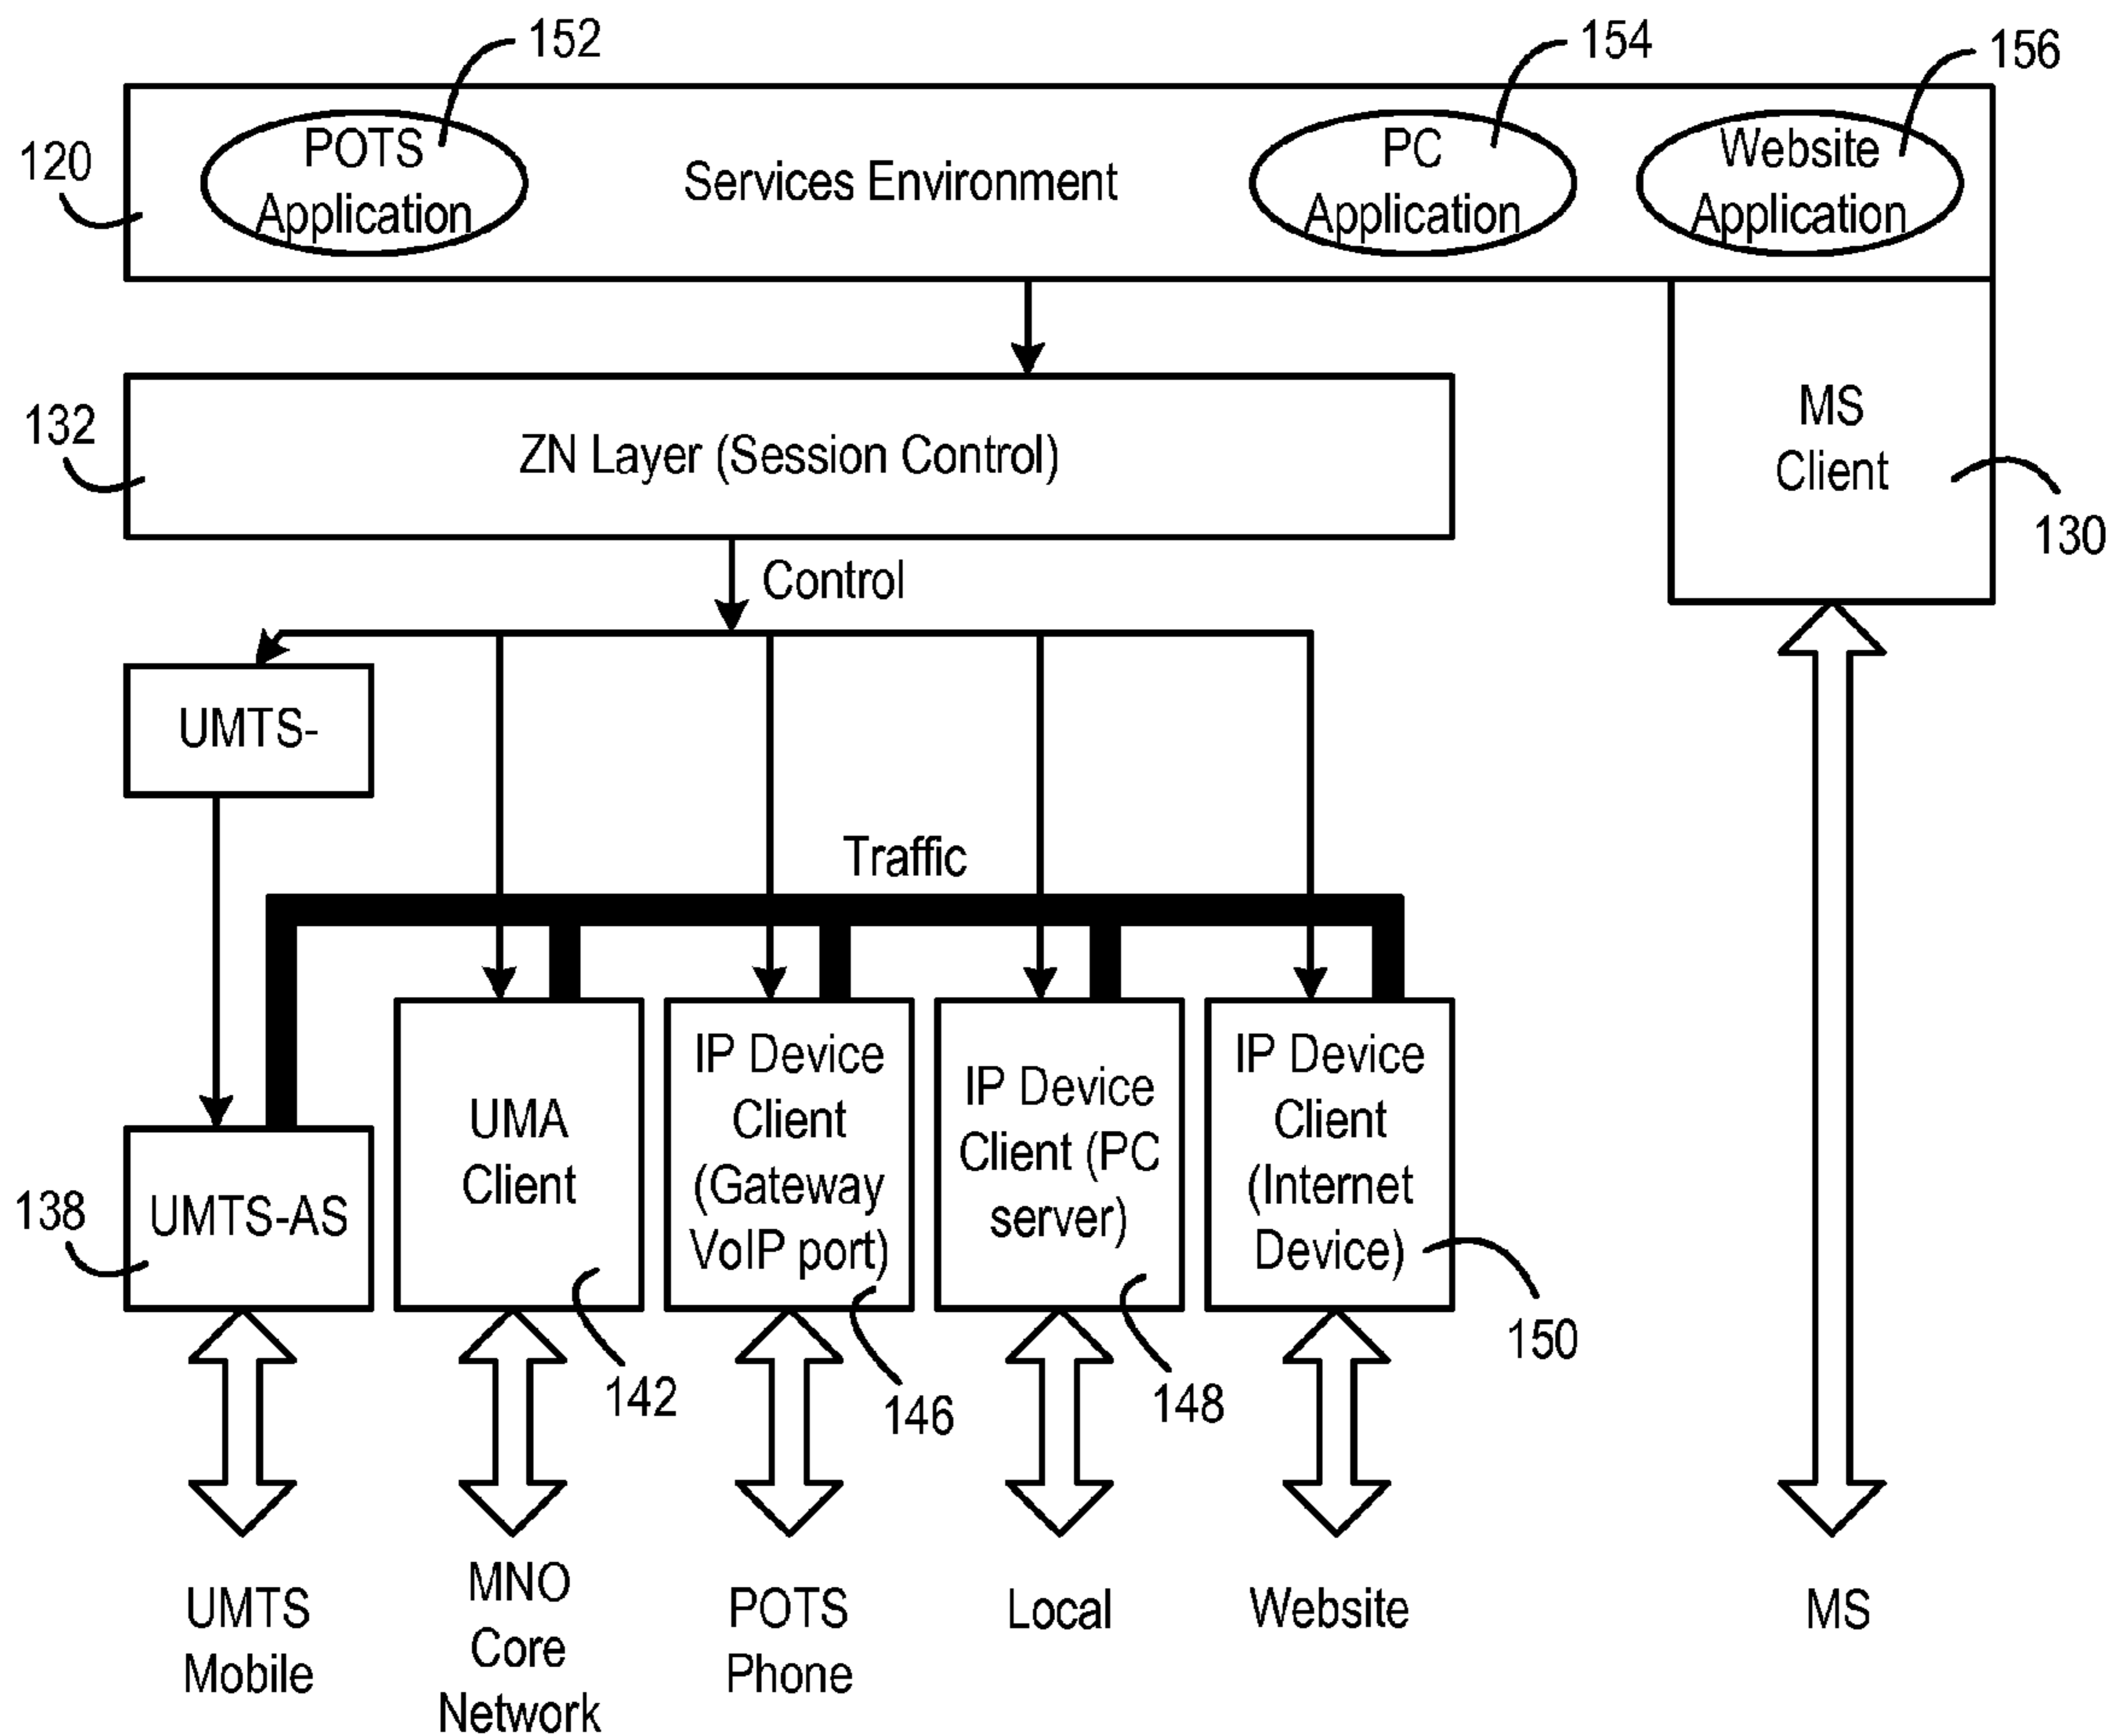 152
154
156
120
POTS
Application
Services Environment
PC
Application
Website
Application
132
ZN Layer (Session Control)
MS
Client
130
Control
UMTS-
Traffic
138
UMTS-AS
UMA
Client
IP Device
Client
(Gateway
VoIP port)
IP Device
Client (PC
server)
IP Device
Client
(Internet
Device)
142
146
148
150
UMTS
Mobile
MNO
Core
Network
POTS
Phone
Local
Website
MS